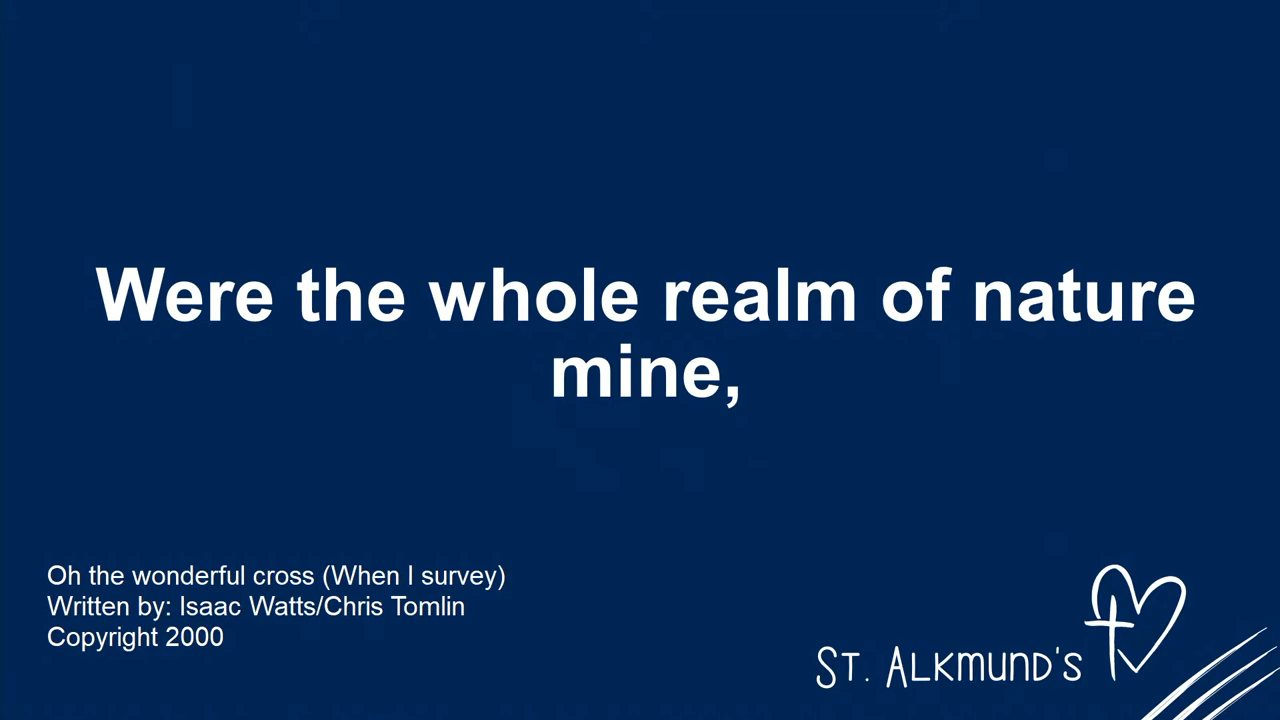 Were the whole realm of nature
mine,
Oh the wonderful cross (When I survey)
Written by: Isaac Watts/Chris Tomlin
Copyright 2000
St. Alkmund's